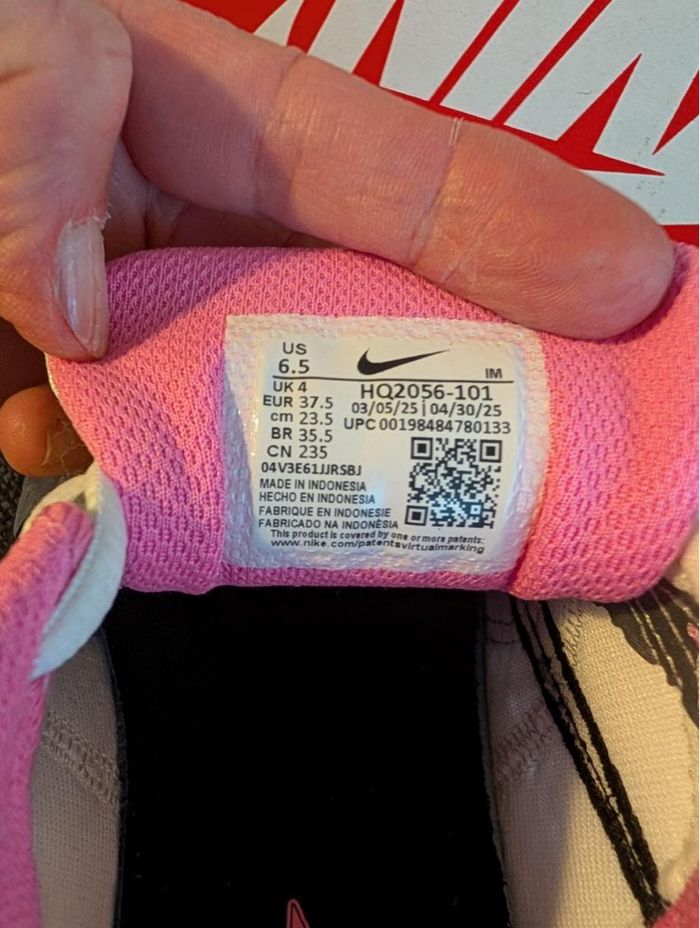 US
6.5
IM
UK 4
EUR 37.5
cm 23.5
BR 35.5
CN 235
HQ2056-101
03/05/25 | 04/30/25
UPC 00198484780133
04V3E61JJRSBJ
MADE IN INDONESIA
HECHO EN INDONESIA
FABRIQUE EN INDONESIE
FABRICADO NA INDONÉSIA
This product is covered by one or more patents:
www.nike.com/patentsvirtualmarking